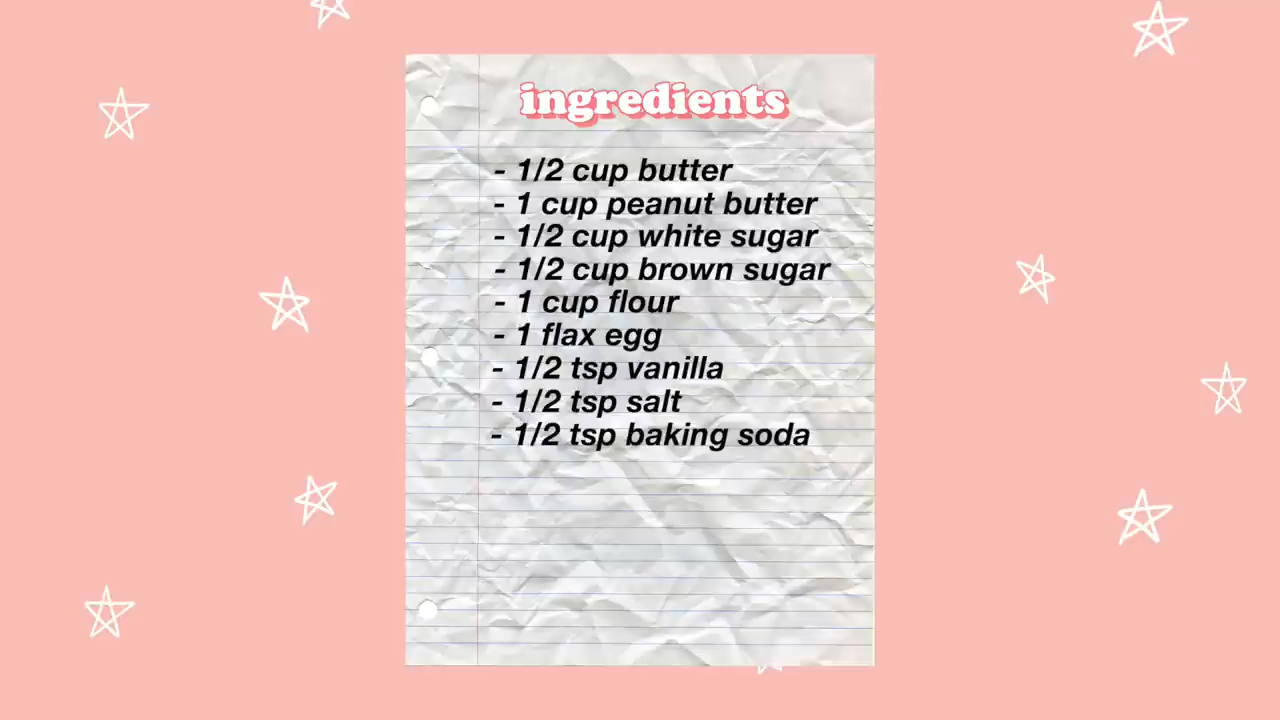 ingredients
- 1/2 cup butter
- 1 cup peanut butter
- 1/2 cup white sugar
- 1/2 cup brown sugar
- 1 cup flour
- 1 flax egg
- 1/2 tsp vanilla
- 1/2 tsp salt
- 1/2 tsp baking soda